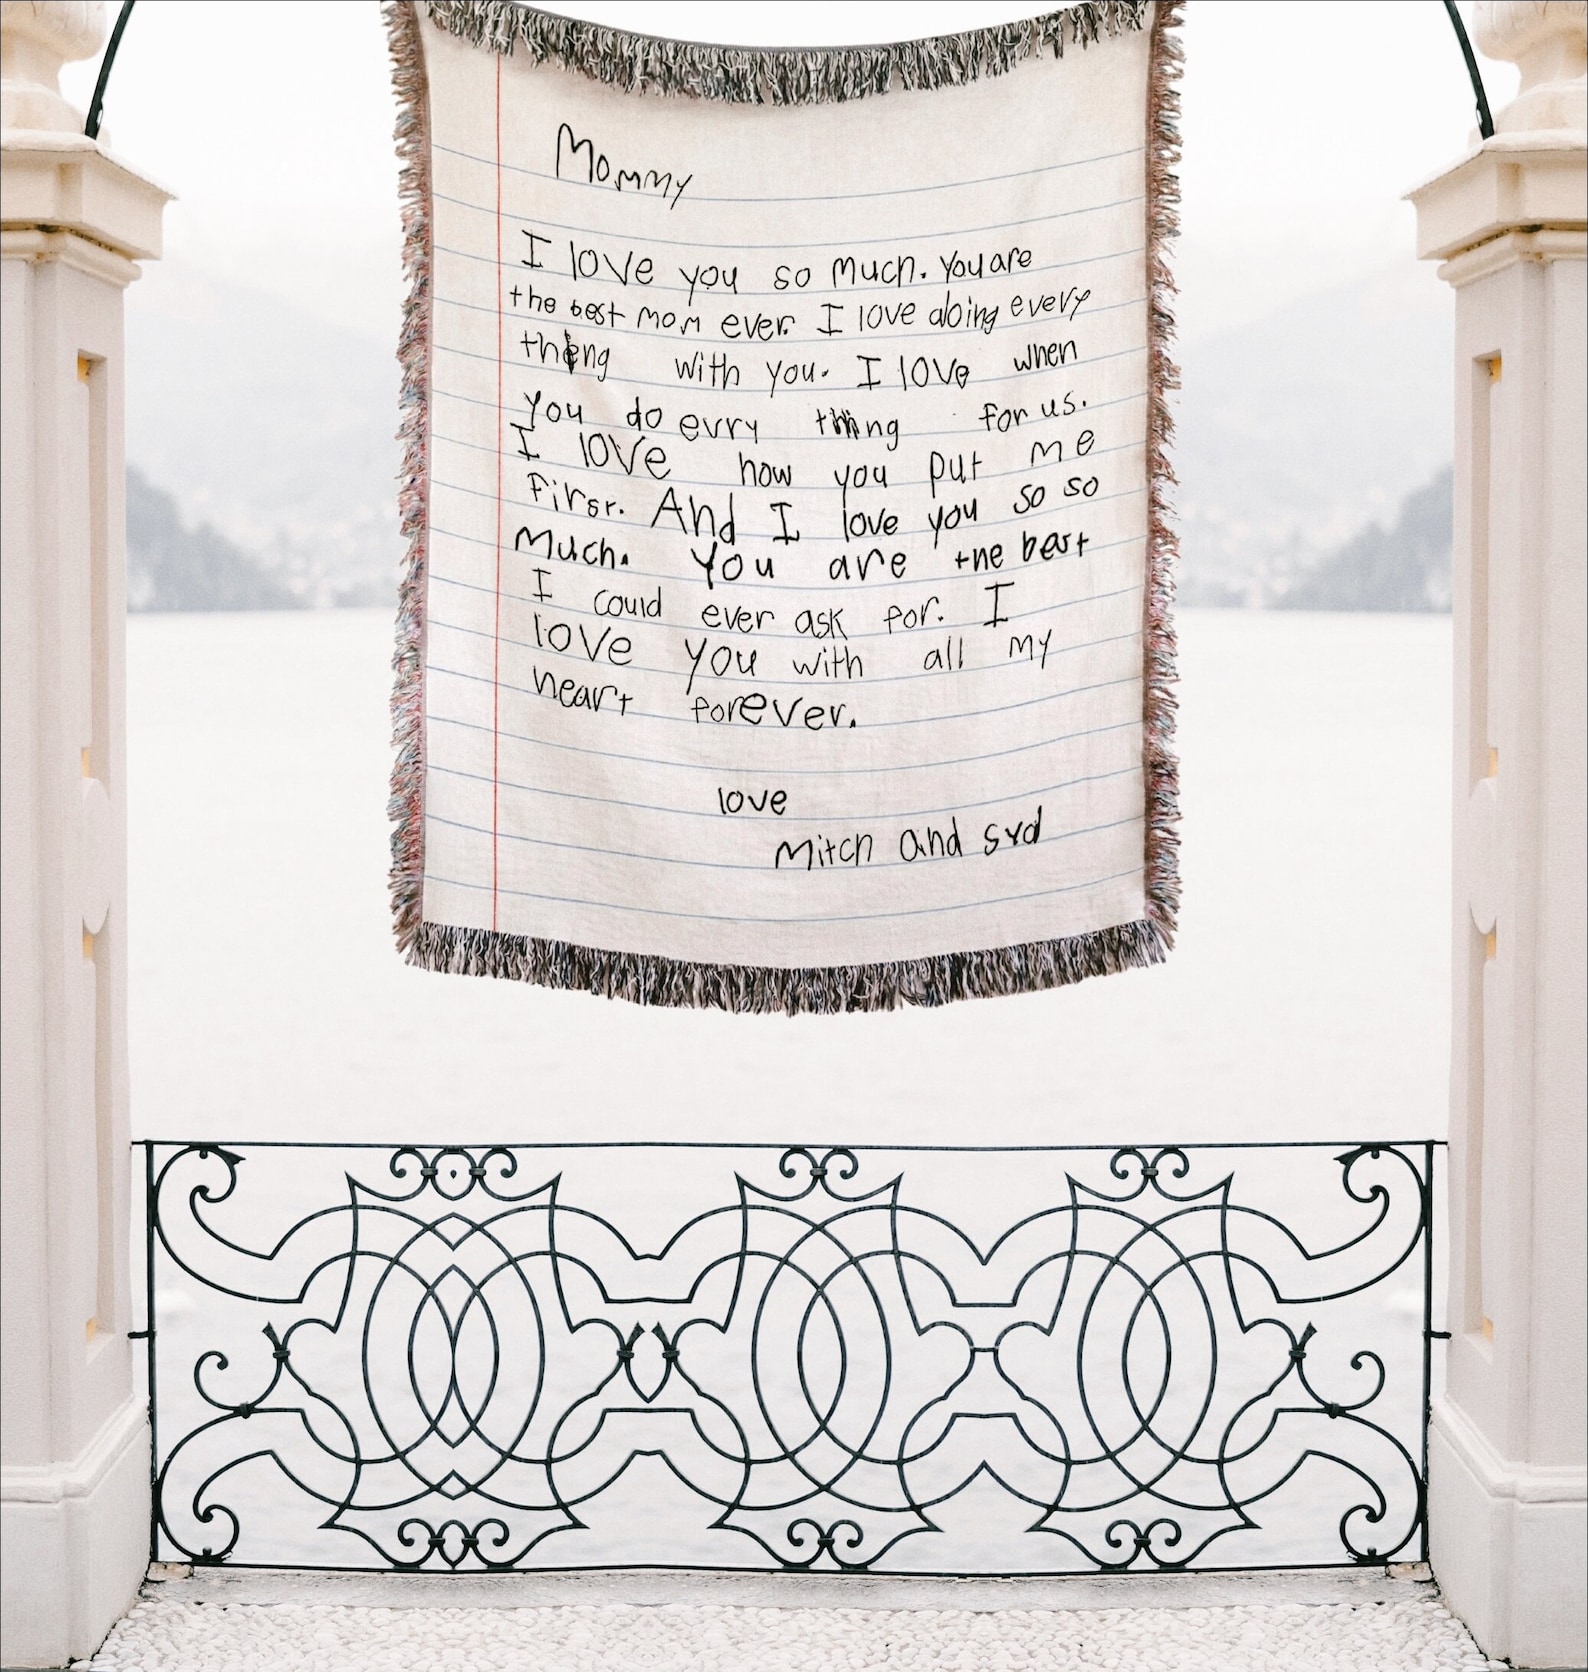 Mommy
I love you so much. You are
the best mom ever. I love doing every
thing with you. I love when
you do evry thing for us.
I love how you put me
first. And I love you so so
much. You are the best
I could ever ask for. I
love you with all my
heart forever.
love
Mitch and syd